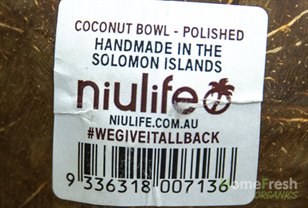 COCONUT BOWL - POLISHED
HANDMADE IN THE
SOLOMON ISLANDS
niulife
NIULIFE.COM.AU
#WEGIVEITALLBACK
9 336318 007136
HomeFresh
ORGANICS